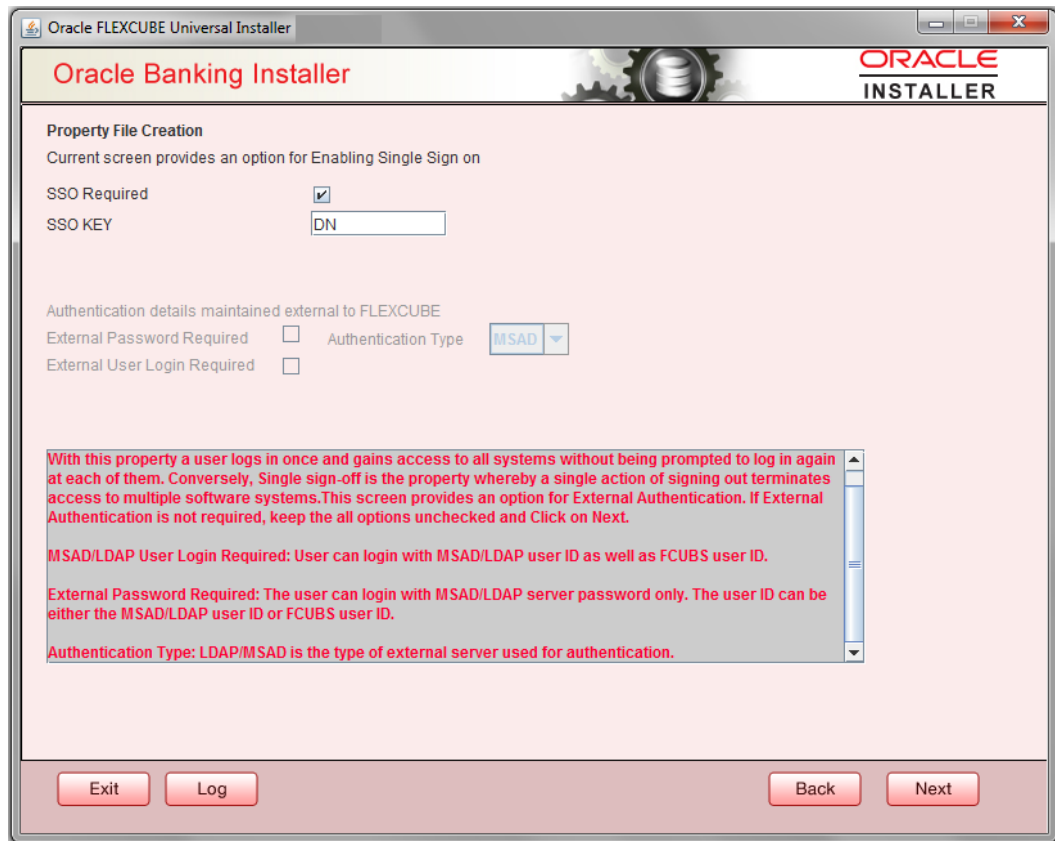 Oracle FLEXCUBE Universal Installer
Oracle Banking Installer
ORACLE
INSTALLER
Property File Creation
Current screen provides an option for Enabling Single Sign on
SSO Required
SSO KEY
DN
Authentication details maintained external to FLEXCUBE
External Password Required
Authentication Type
MSAD
External User Login Required
With this property a user logs in once and gains access to all systems without being prompted to log in again
at each of them. Conversely, Single sign-off is the property whereby a single action of signing out terminates
access to multiple software systems.This screen provides an option for External Authentication. If External
Authentication is not required, keep the all options unchecked and Click on Next.
MSAD/LDAP User Login Required: User can login with MSAD/LDAP user ID as well as FCUBS user ID.
External Password Required: The user can login with MSAD/LDAP server password only. The user ID can be
either the MSAD/LDAP user ID or FCUBS user ID.
Authentication Type: LDAP/MSAD is the type of external server used for authentication.
Exit
Log
Back
Next